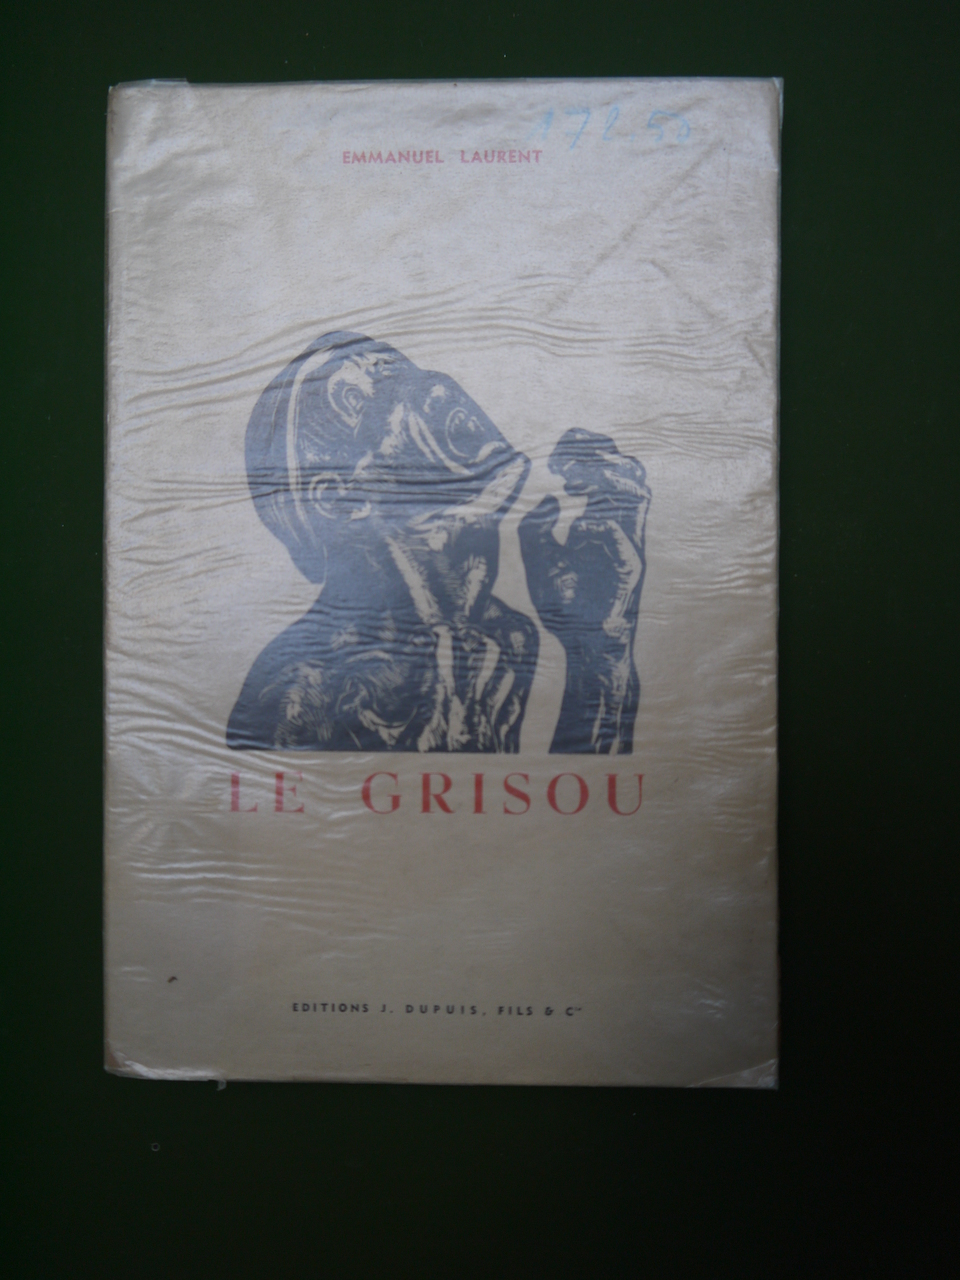 172.50
EMMANUEL LAURENT
LE GRISOU
EDITIONS J. DUPUIS, FILS & Cie